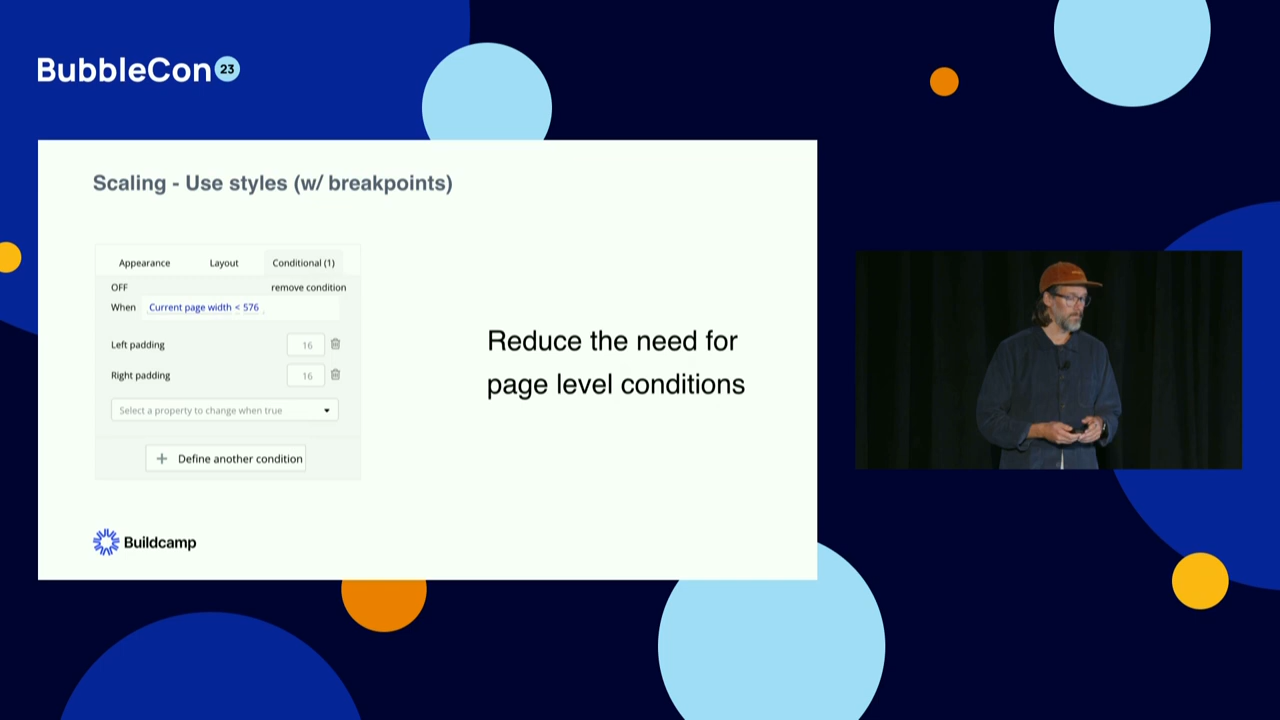 BubbleCon 23
Scaling - Use styles (w/ breakpoints)
Appearance Layout Conditional (1)
OFF remove condition
When Current page width < 576
Left padding 16
Right padding 16
Select a property to change when true
+ Define another condition
Reduce the need for
page level conditions
Buildcamp